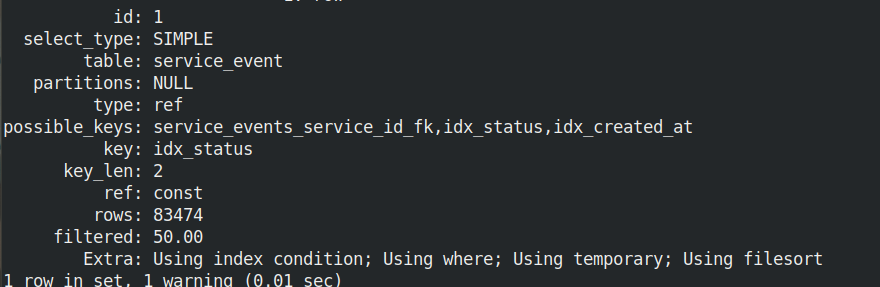 id: 1
select_type: SIMPLE
table: service_event
partitions: NULL
type: ref
possible_keys: service_events_service_id_fk,idx_status,idx_created_at
key: idx_status
key_len: 2
ref: const
rows: 83474
filtered: 50.00
Extra: Using index condition; Using where; Using temporary; Using filesort
1 row in set, 1 warning (0.01 sec)